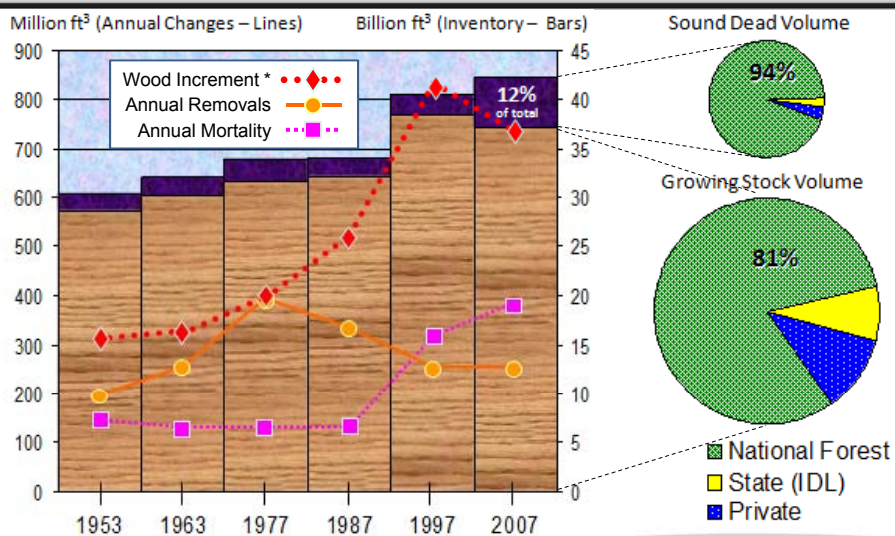 Million ft³ (Annual Changes – Lines) Billion ft³ (Inventory – Bars) Sound Dead Volume
900 45
800 40
700 35
600 30
500 25
400 20
300 15
200 10
100 5
0 0
Wood Increment *
Annual Removals
Annual Mortality
12%
of total
1953 1963 1977 1987 1997 2007
94%
Growing Stock Volume
81%
National Forest
State (IDL)
Private